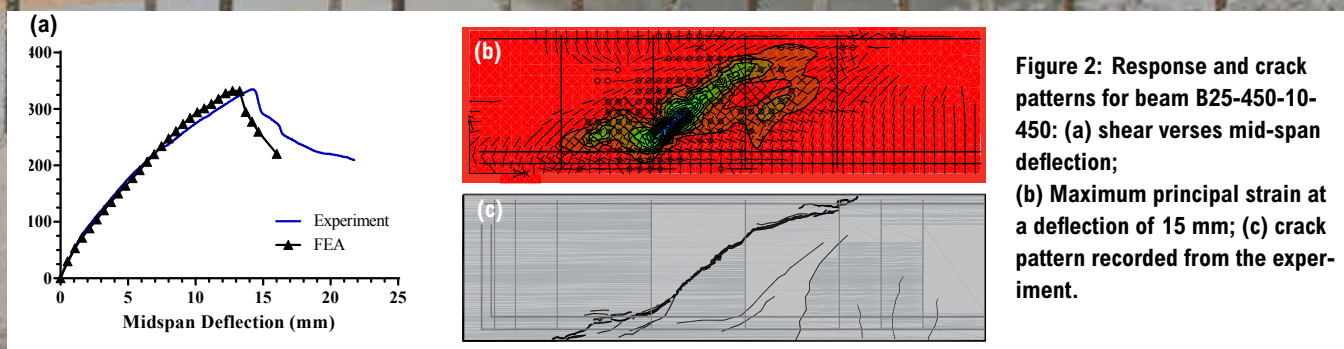 (a)
400
300
200
100
0
Experiment
FEA
0 5 10 15 20 25
Midspan Deflection (mm)
(b)
(c)
Figure 2: Response and crack
patterns for beam B25-450-10-
450: (a) shear verses mid-span
deflection;
(b) Maximum principal strain at
a deflection of 15 mm; (c) crack
pattern recorded from the exper-
iment.